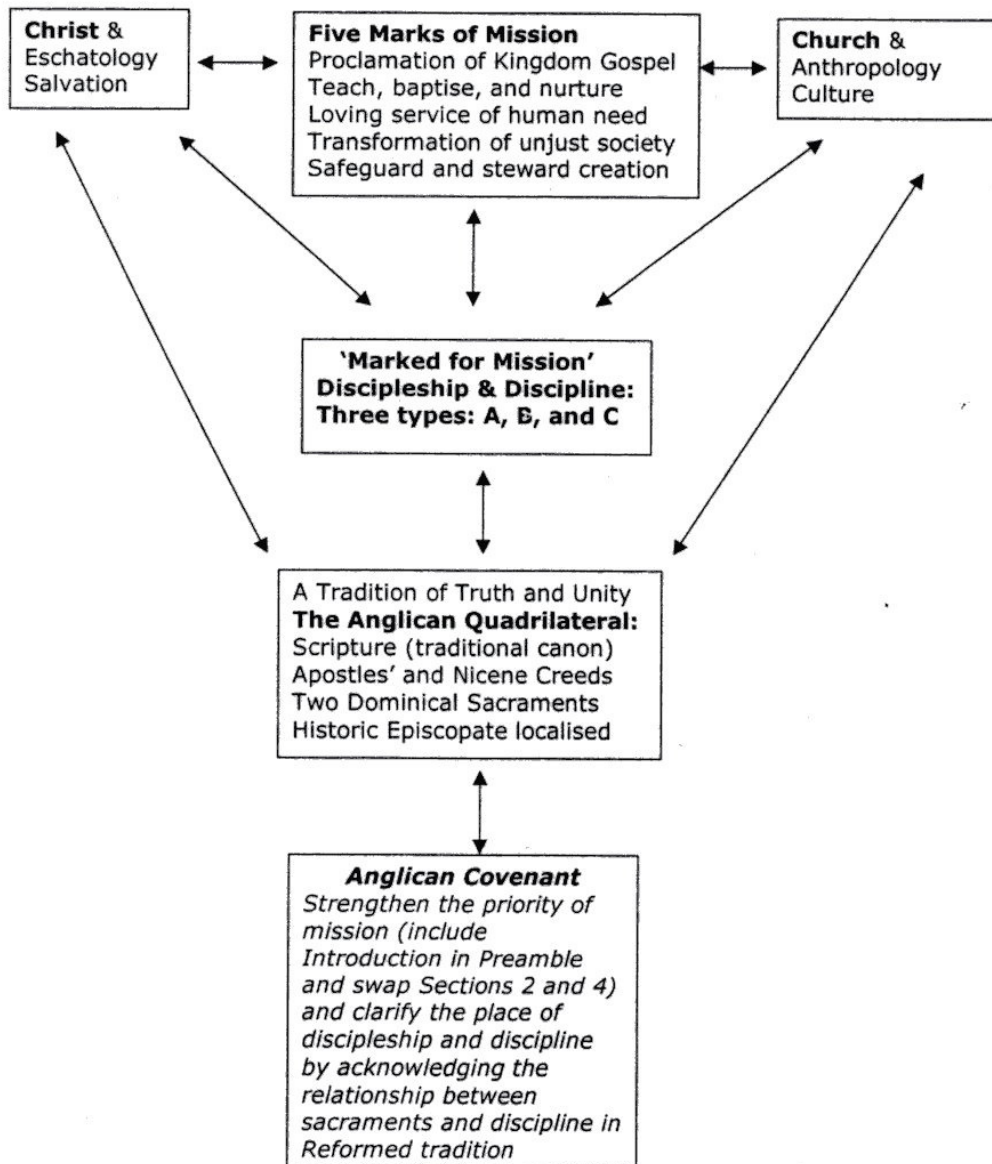 Christ &
Eschatology
Salvation
Five Marks of Mission
Proclamation of Kingdom Gospel
Teach, baptise, and nurture
Loving service of human need
Transformation of unjust society
Safeguard and steward creation
Church &
Anthropology
Culture
‘Marked for Mission’
Discipleship & Discipline:
Three types: A, B, and C
A Tradition of Truth and Unity
The Anglican Quadrilateral:
Scripture (traditional canon)
Apostles’ and Nicene Creeds
Two Dominical Sacraments
Historic Episcopate localised
Anglican Covenant
Strengthen the priority of
mission (include
Introduction in Preamble
and swap Sections 2 and 4)
and clarify the place of
discipleship and discipline
by acknowledging the
relationship between
sacraments and discipline in
Reformed tradition